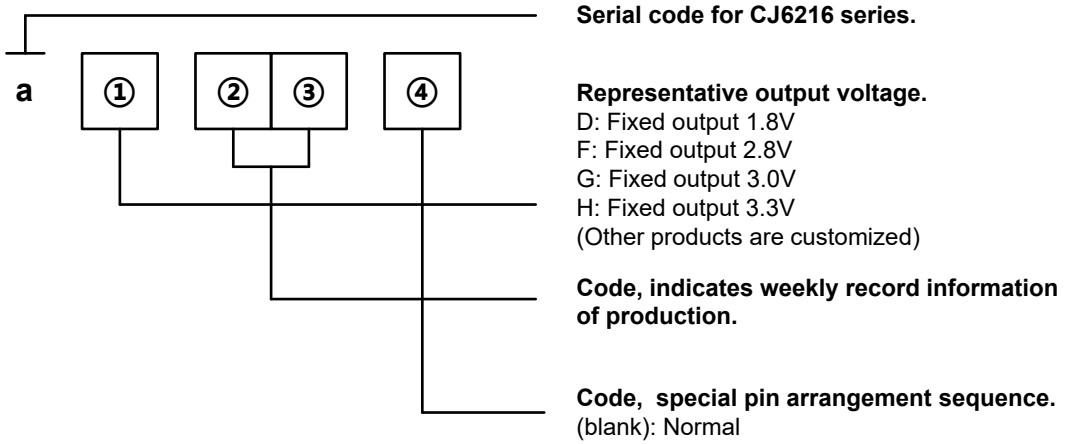 Serial code for CJ6216 series.
a ① ② ③ ④
Representative output voltage.
D: Fixed output 1.8V
F: Fixed output 2.8V
G: Fixed output 3.0V
H: Fixed output 3.3V
(Other products are customized)
Code, indicates weekly record information
of production.
Code, special pin arrangement sequence.
(blank): Normal